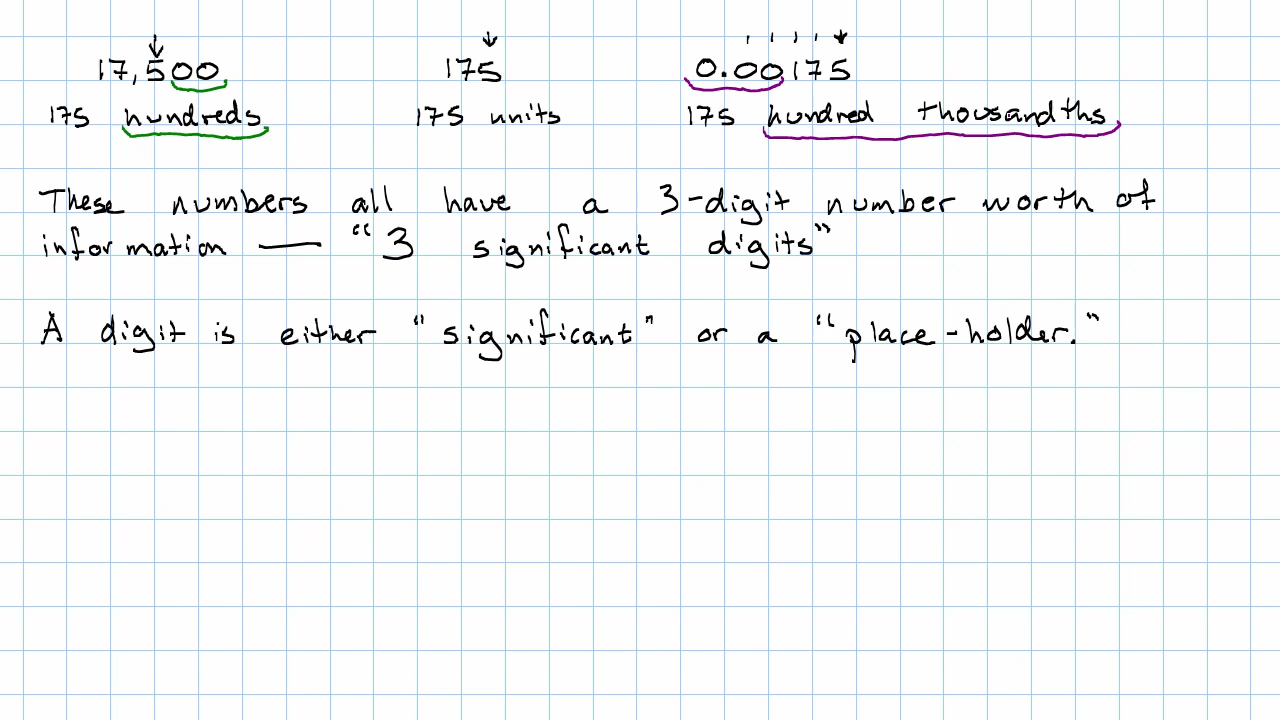 17,500 175 0.00175
175 hundreds 175 units 175 hundred thousandths
These numbers all have a 3-digit number worth of
information — "3 significant digits"
A digit is either "significant" or a "place-holder."